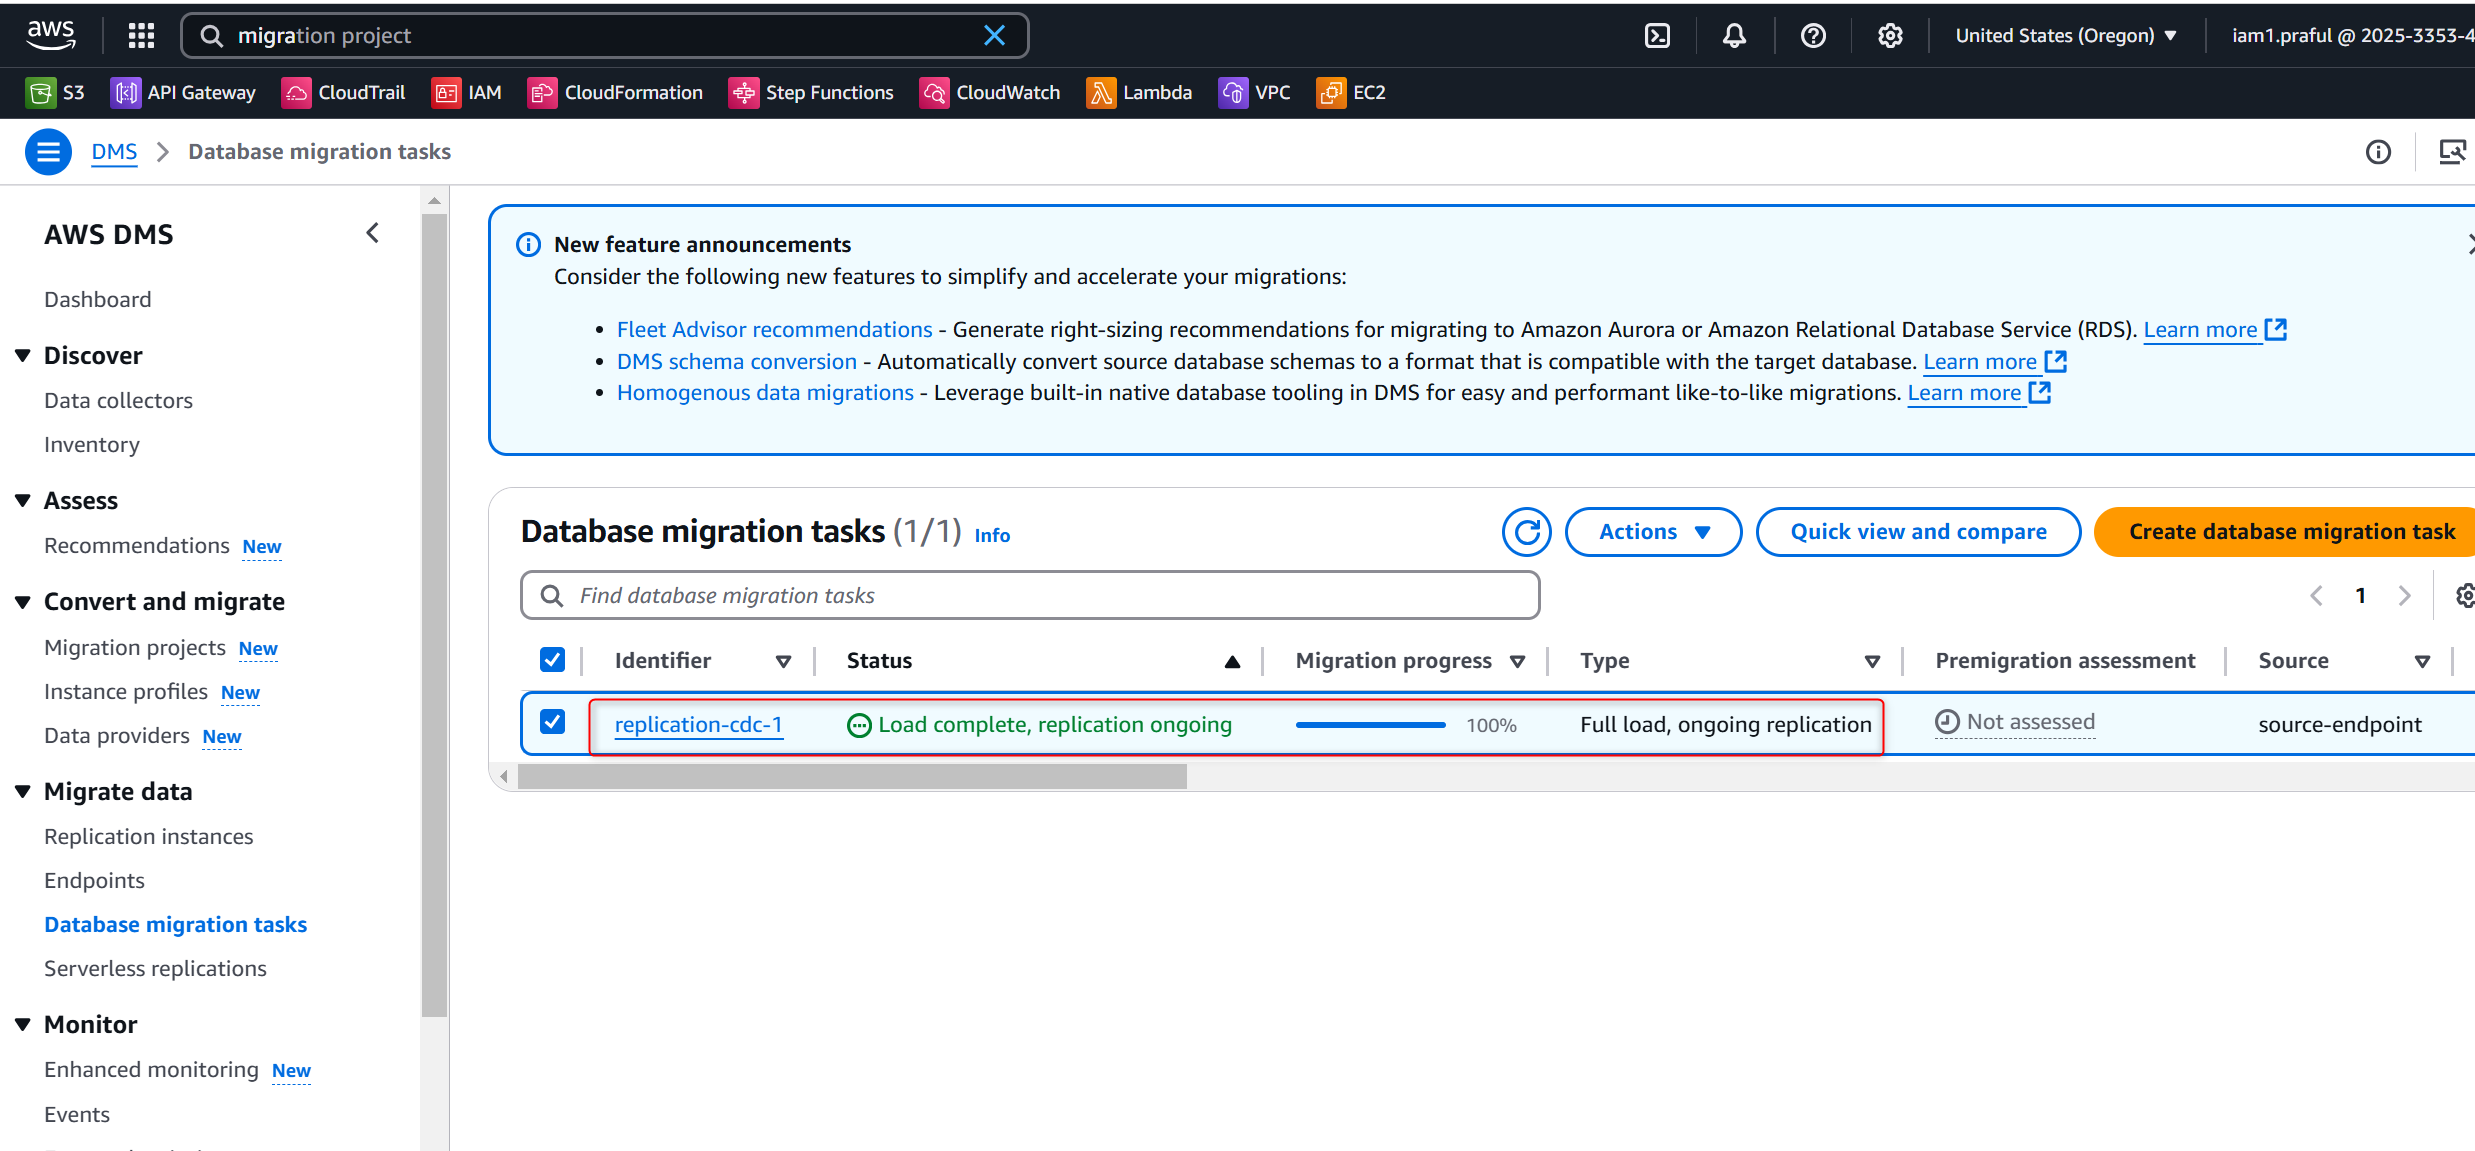 aws
migration project
United States (Oregon)
iam1.praful @ 2025-3353-4
S3
API Gateway
CloudTrail
IAM
CloudFormation
Step Functions
CloudWatch
Lambda
VPC
EC2
DMS
Database migration tasks
AWS DMS
Dashboard
Discover
Data collectors
Inventory
Assess
Recommendations New
Convert and migrate
Migration projects New
Instance profiles New
Data providers New
Migrate data
Replication instances
Endpoints
Database migration tasks
Serverless replications
Monitor
Enhanced monitoring New
Events
New feature announcements
Consider the following new features to simplify and accelerate your migrations:
Fleet Advisor recommendations - Generate right-sizing recommendations for migrating to Amazon Aurora or Amazon Relational Database Service (RDS). Learn more
DMS schema conversion - Automatically convert source database schemas to a format that is compatible with the target database. Learn more
Homogenous data migrations - Leverage built-in native database tooling in DMS for easy and performant like-to-like migrations. Learn more
Database migration tasks (1/1) Info
Actions
Quick view and compare
Create database migration task
Find database migration tasks
1
Identifier Status Migration progress Type Premigration assessment Source
replication-cdc-1 Load complete, replication ongoing 100% Full load, ongoing replication Not assessed source-endpoint